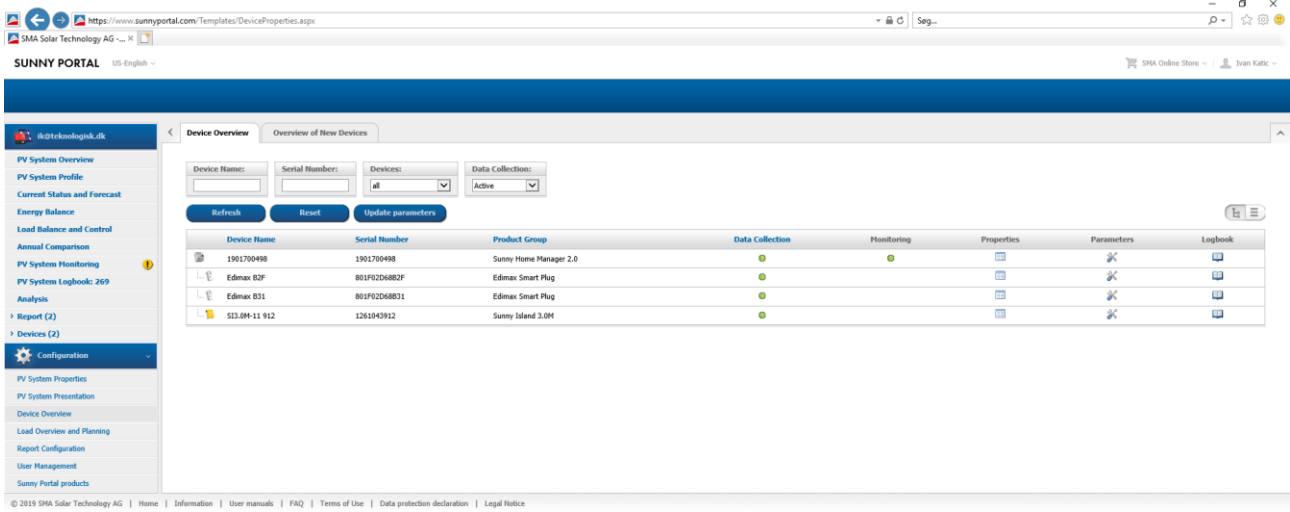 https://www.sunnyportal.com/Templates/DeviceProperties.aspx
Søg...
SMA Solar Technology AG -...
SUNNY PORTAL US-English
SMA Online Store Ivan Katic
ik@teknologisk.dk
Device Overview Overview of New Devices
PV System Overview
PV System Profile
Current Status and Forecast
Energy Balance
Load Balance and Control
Annual Comparison
PV System Monitoring
PV System Logbook: 269
Analysis
Report (2)
Devices (2)
Configuration
PV System Properties
PV System Presentation
Device Overview
Load Overview and Planning
Report Configuration
User Management
Sunny Portal products
Device Name: Serial Number: Devices: Data Collection:
all Active
Refresh Reset Update parameters
Device Name Serial Number Product Group Data Collection Monitoring Properties Parameters Logbook
1901700498 1901700498 Sunny Home Manager 2.0
Edimax B2F 801F02D68B2F Edimax Smart Plug
Edimax B31 801F02D68B31 Edimax Smart Plug
SI3.0M-11 912 1261043912 Sunny Island 3.0M
© 2019 SMA Solar Technology AG | Home | Information | User manuals | FAQ | Terms of Use | Data protection declaration | Legal Notice